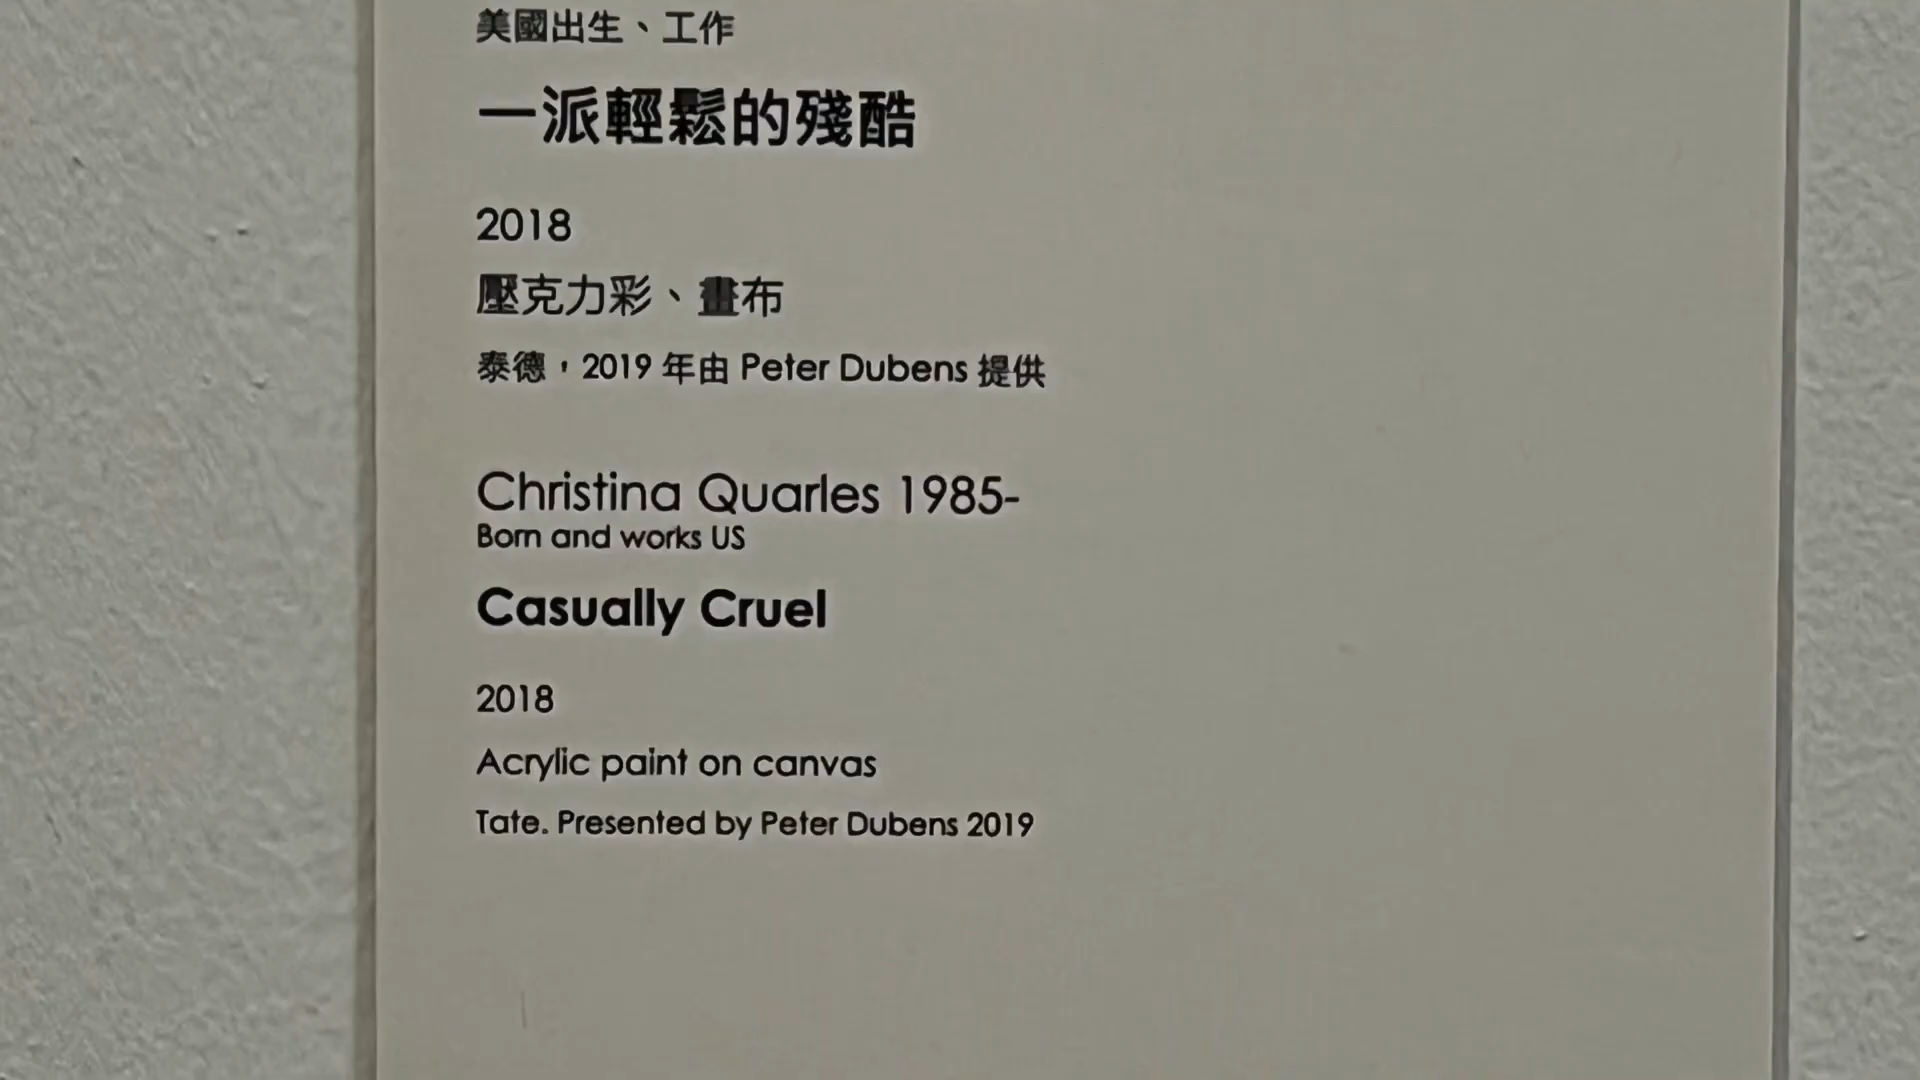 美國出生、工作
一派輕鬆的殘酷
2018
壓克力彩、畫布
泰德，2019 年由 Peter Dubens 提供
Christina Quarles 1985-
Born and works US
Casually Cruel
2018
Acrylic paint on canvas
Tate. Presented by Peter Dubens 2019